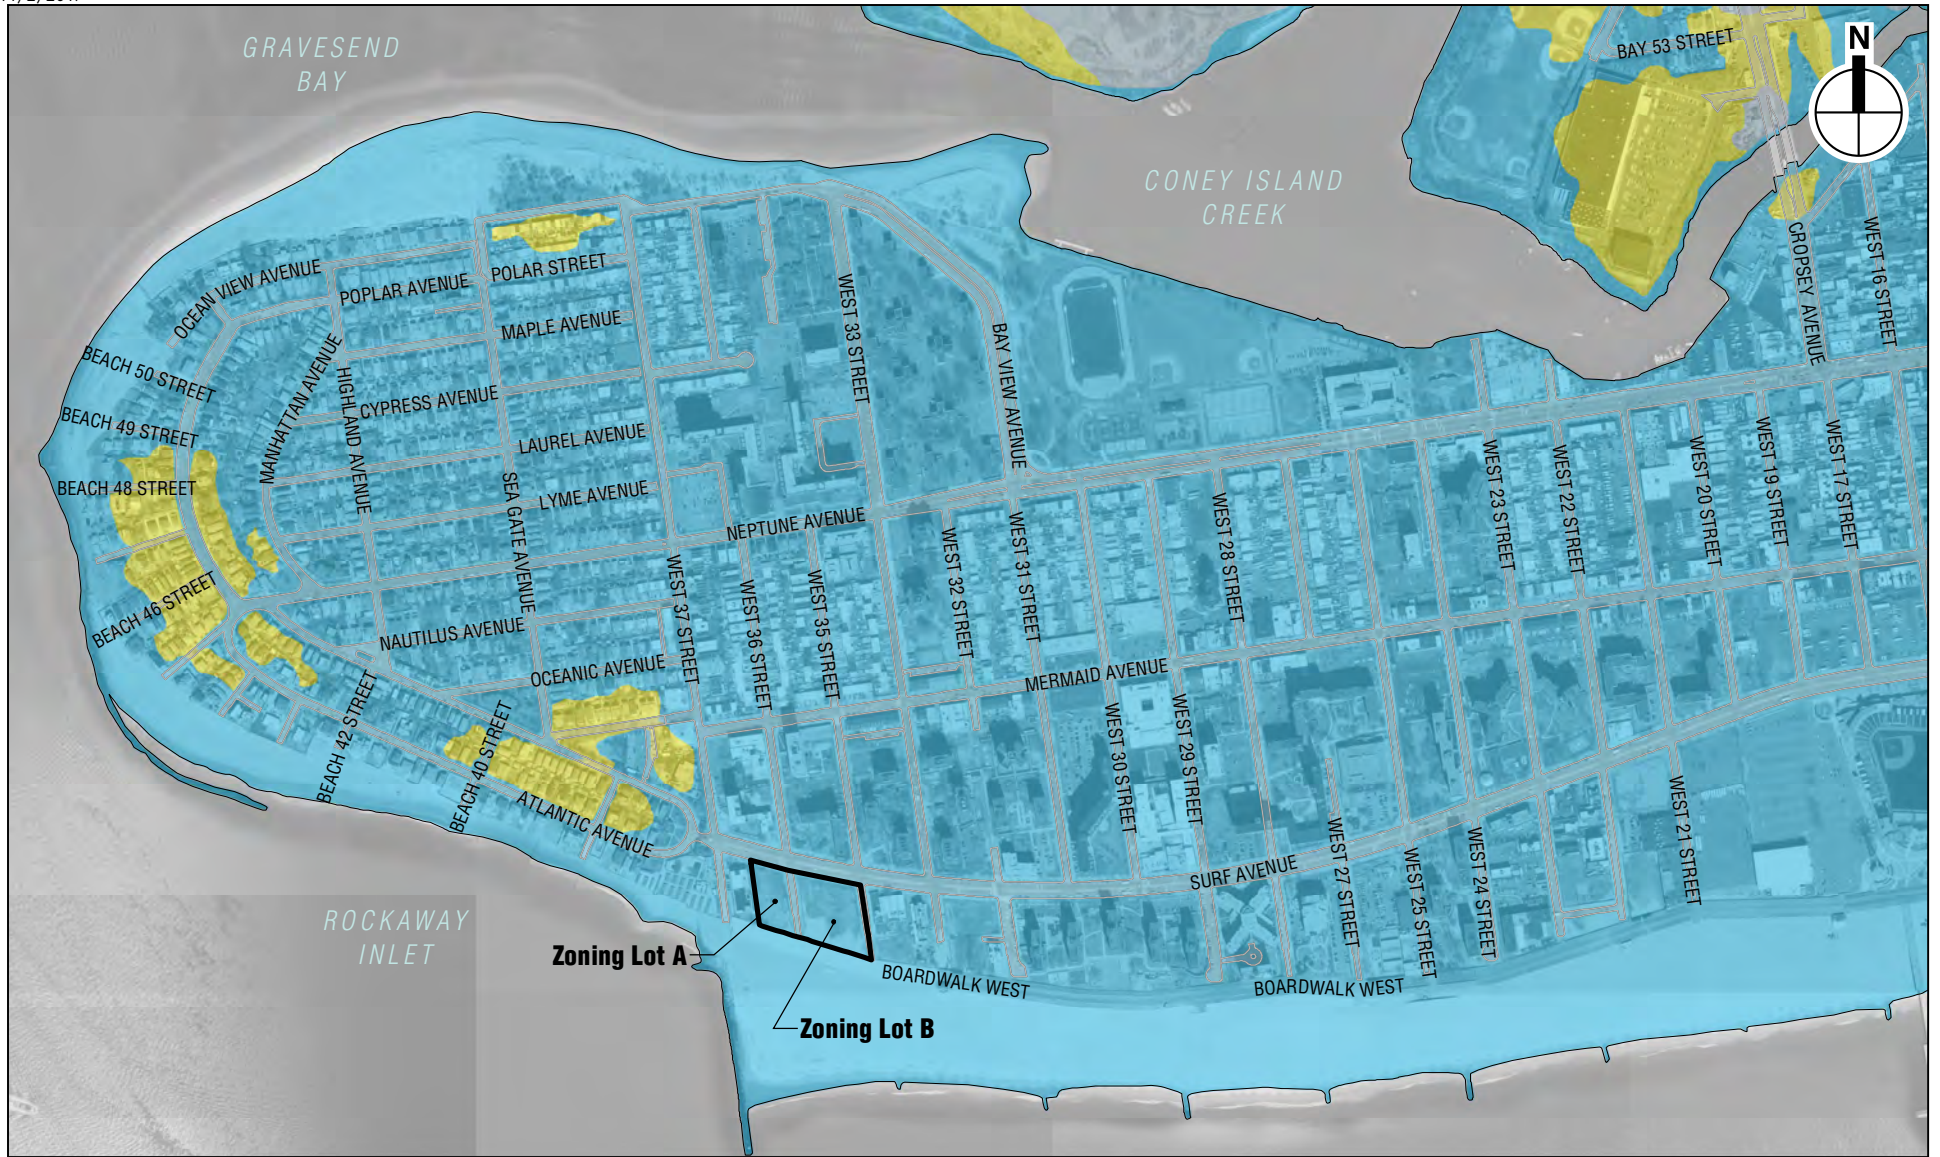 GRAVESEND
BAY
BAY 53 STREET
N
CONEY ISLAND
CREEK
CROPSEY AVENUE
WEST 16 STREET
OCEAN VIEW AVENUE
POPLAR AVENUE
POLAR STREET
MAPLE AVENUE
WEST 33 STREET
BAY VIEW AVENUE
BEACH 50 STREET
MANHATTAN AVENUE
HIGHLAND AVENUE
CYPRESS AVENUE
BEACH 49 STREET
LAUREL AVENUE
BEACH 48 STREET
SEA GATE AVENUE
LYME AVENUE
NEPTUNE AVENUE
WEST 23 STREET
WEST 22 STREET
WEST 20 STREET
WEST 19 STREET
WEST 17 STREET
WEST 28 STREET
WEST 31 STREET
WEST 32 STREET
WEST 37 STREET
WEST 36 STREET
WEST 35 STREET
BEACH 46 STREET
NAUTILUS AVENUE
OCEANIC AVENUE
MERMAID AVENUE
BEACH 42 STREET
BEACH 40 STREET
ATLANTIC AVENUE
WEST 30 STREET
WEST 29 STREET
SURF AVENUE
WEST 27 STREET
WEST 25 STREET
WEST 24 STREET
WEST 21 STREET
ROCKAWAY
INLET
Zoning Lot A
BOARDWALK WEST
BOARDWALK WEST
Zoning Lot B